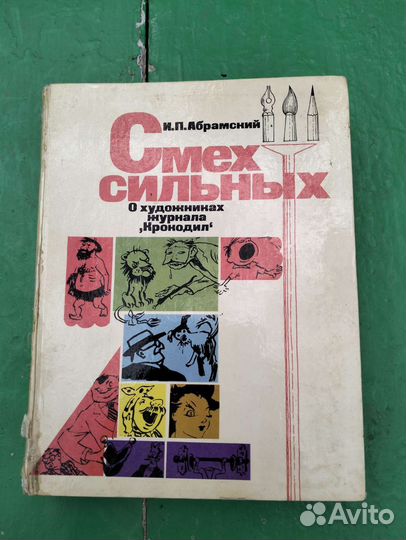 И.П.Абрамский
Смех
сильных
О художниках
журнала
„Крокодил“
Avito